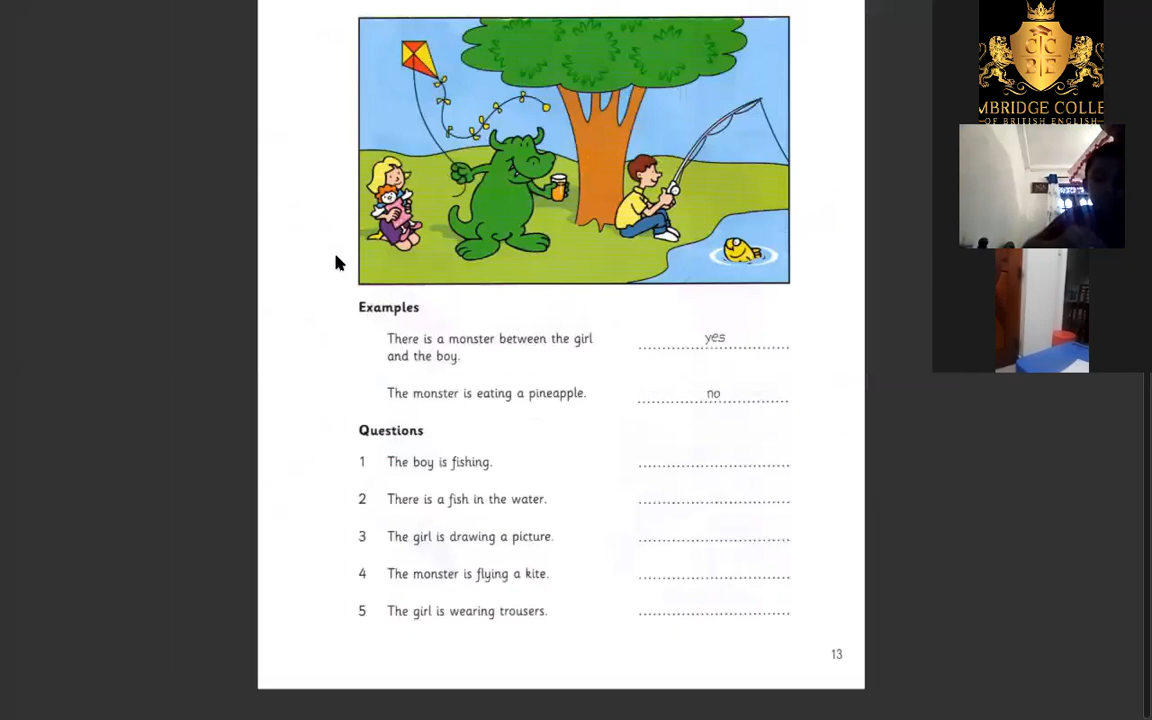 Examples
There is a monster between the girl
and the boy.
yes
The monster is eating a pineapple.
no
Questions
1 The boy is fishing.
2 There is a fish in the water.
3 The girl is drawing a picture.
4 The monster is flying a kite.
5 The girl is wearing trousers.
13
MBRIDGE COLLE
OF BRITISH ENGLISH